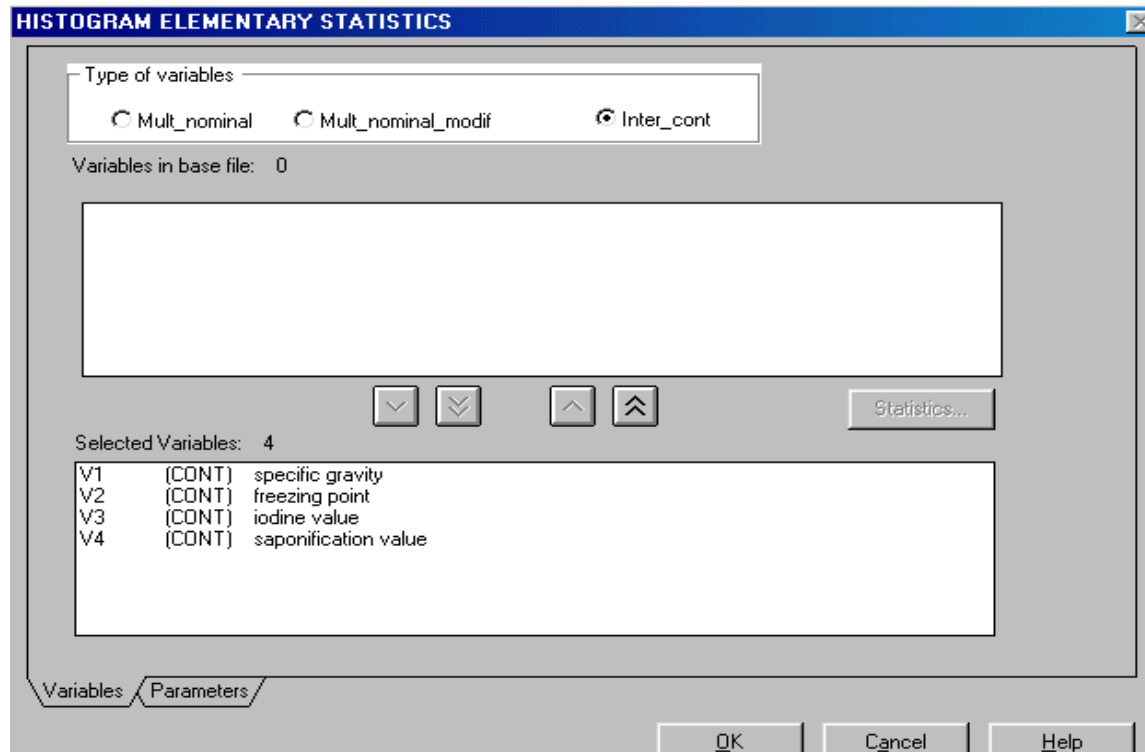 HISTOGRAM ELEMENTARY STATISTICS
Type of variables
Mult_nominal Mult_nominal_modif Inter_cont
Variables in base file: 0
Statistics...
Selected Variables: 4
V1 (CONT) specific gravity
V2 (CONT) freezing point
V3 (CONT) iodine value
V4 (CONT) saponification value
Variables Parameters
OK Cancel Help